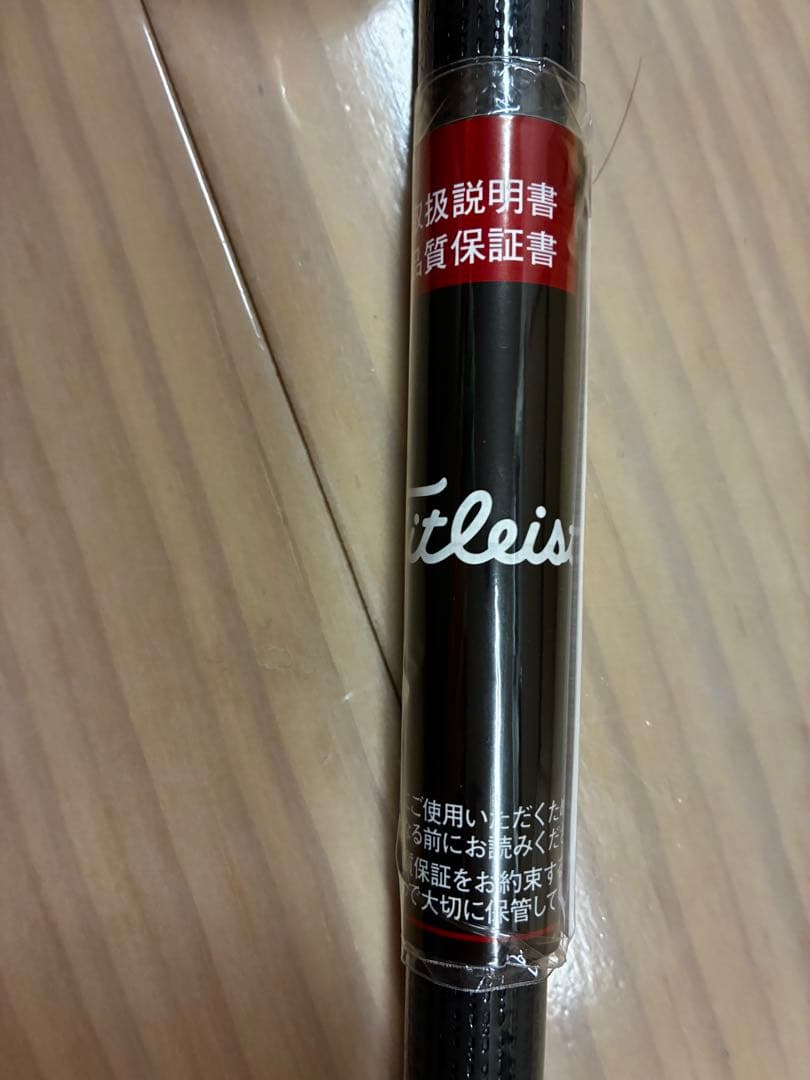 扱説明書
質保証書
itleist
ご使用いただくた
る前にお読みくだ
保証をお約束す
で大切に保管して